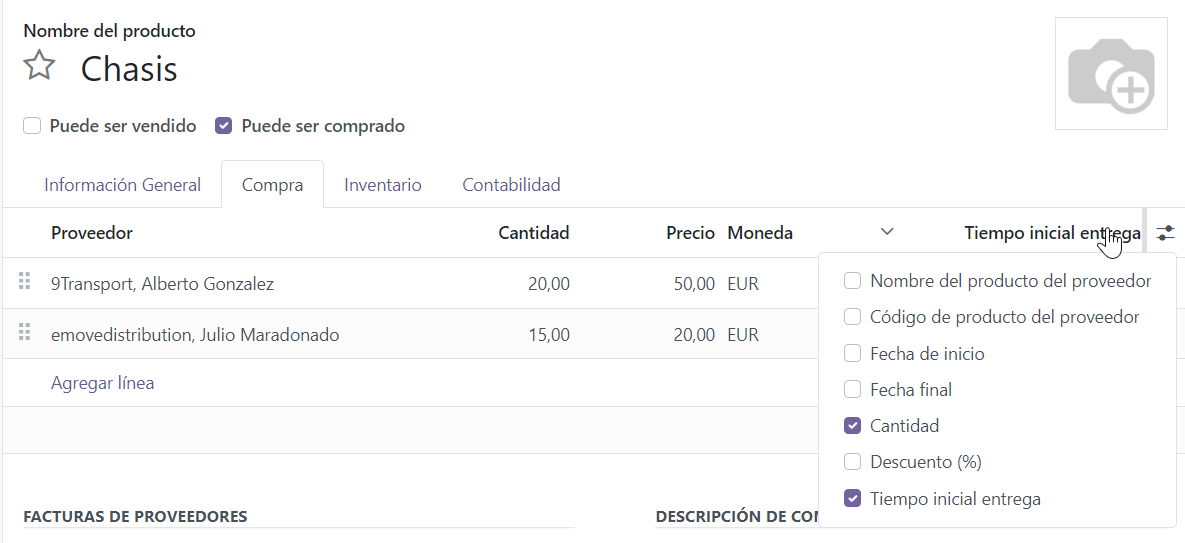 Nombre del producto
Chasis
Puede ser vendido Puede ser comprado
Información General Compra Inventario Contabilidad
Proveedor Cantidad Precio Moneda Tiempo inicial entrega
9Transport, Alberto Gonzalez 20,00 50,00 EUR
emovedistribution, Julio Maradonado 15,00 20,00 EUR
Agregar línea
Nombre del producto del proveedor
Código de producto del proveedor
Fecha de inicio
Fecha final
Cantidad
Descuento (%)
Tiempo inicial entrega
FACTURAS DE PROVEEDORES
DESCRIPCIÓN DE